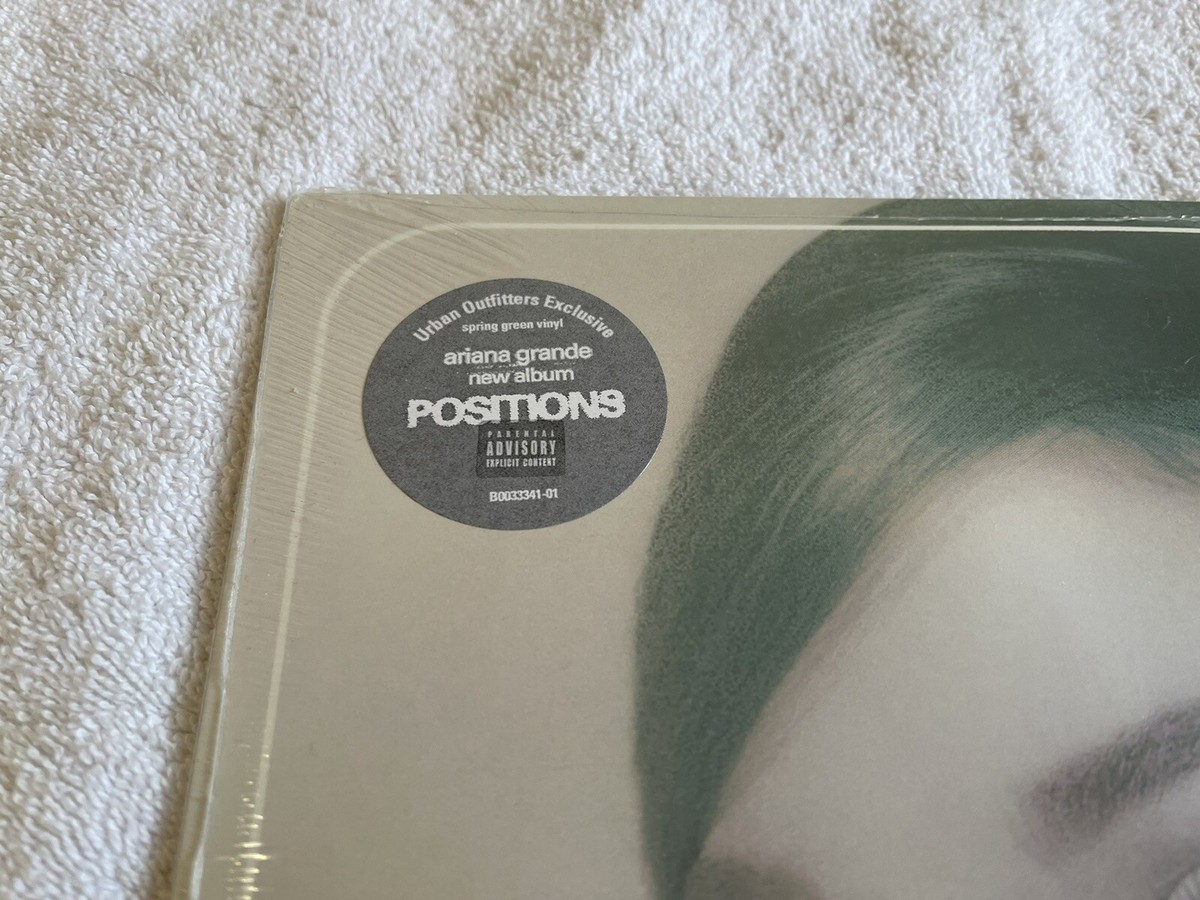 Urban Outfitters Exclusive
spring green vinyl
ariana grande
new album
POSITIONS
PARENTAL
ADVISORY
EXPLICIT CONTENT
B0033341-01